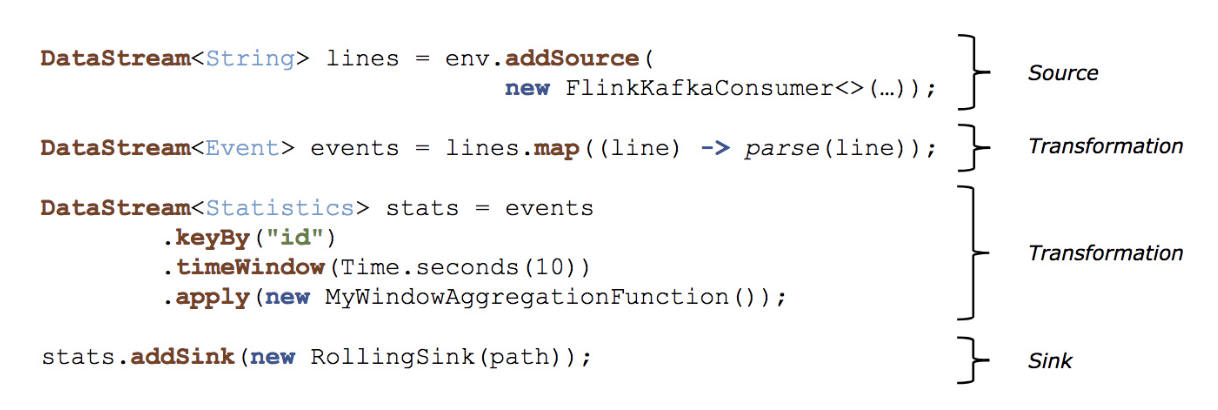 DataStream<String> lines = env.addSource(
new FlinkKafkaConsumer<>(…));
Source
DataStream<Event> events = lines.map((line) -> parse(line));
Transformation
DataStream<Statistics> stats = events
.keyBy("id")
.timeWindow(Time.seconds(10))
.apply(new MyWindowAggregationFunction());
Transformation
stats.addSink(new RollingSink(path));
Sink